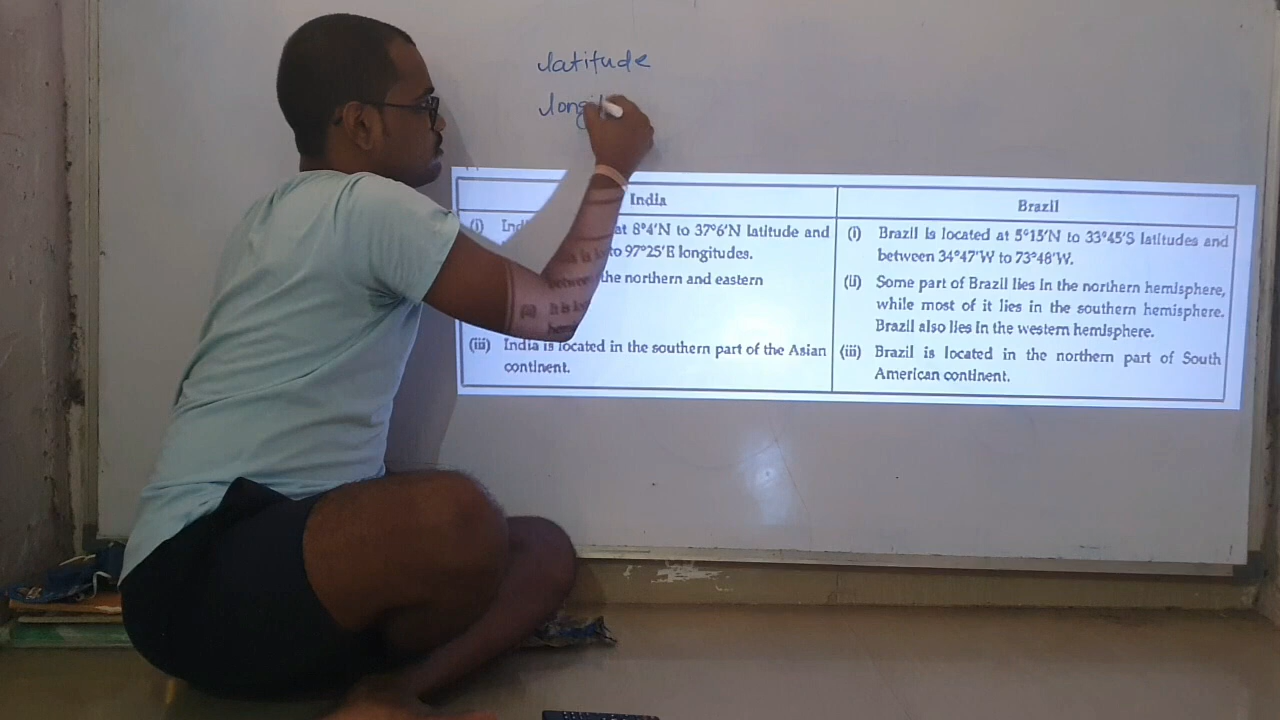 latitude
long
India
Brazil
(i) at 8°4'N to 37°6'N latitude and
to 97°25'E longitudes.
the northern and eastern
(iii) India is located in the southern part of the Asian
continent.
(i) Brazil is located at 5°15'N to 33°45'S latitudes and
between 34°47'W to 73°48'W.
(ii) Some part of Brazil lies in the northern hemisphere,
while most of it lies in the southern hemisphere.
Brazil also lies in the western hemisphere.
(iii) Brazil is located in the northern part of South
American continent.